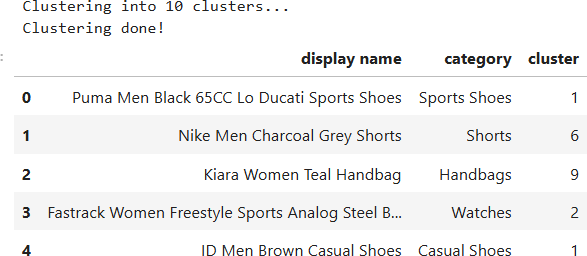 Clustering into 10 clusters...
Clustering done!
:
display name category cluster
0 Puma Men Black 65CC Lo Ducati Sports Shoes Sports Shoes 1
1 Nike Men Charcoal Grey Shorts Shorts 6
2 Kiara Women Teal Handbag Handbags 9
3 Fastrack Women Freestyle Sports Analog Steel B... Watches 2
4 ID Men Brown Casual Shoes Casual Shoes 1